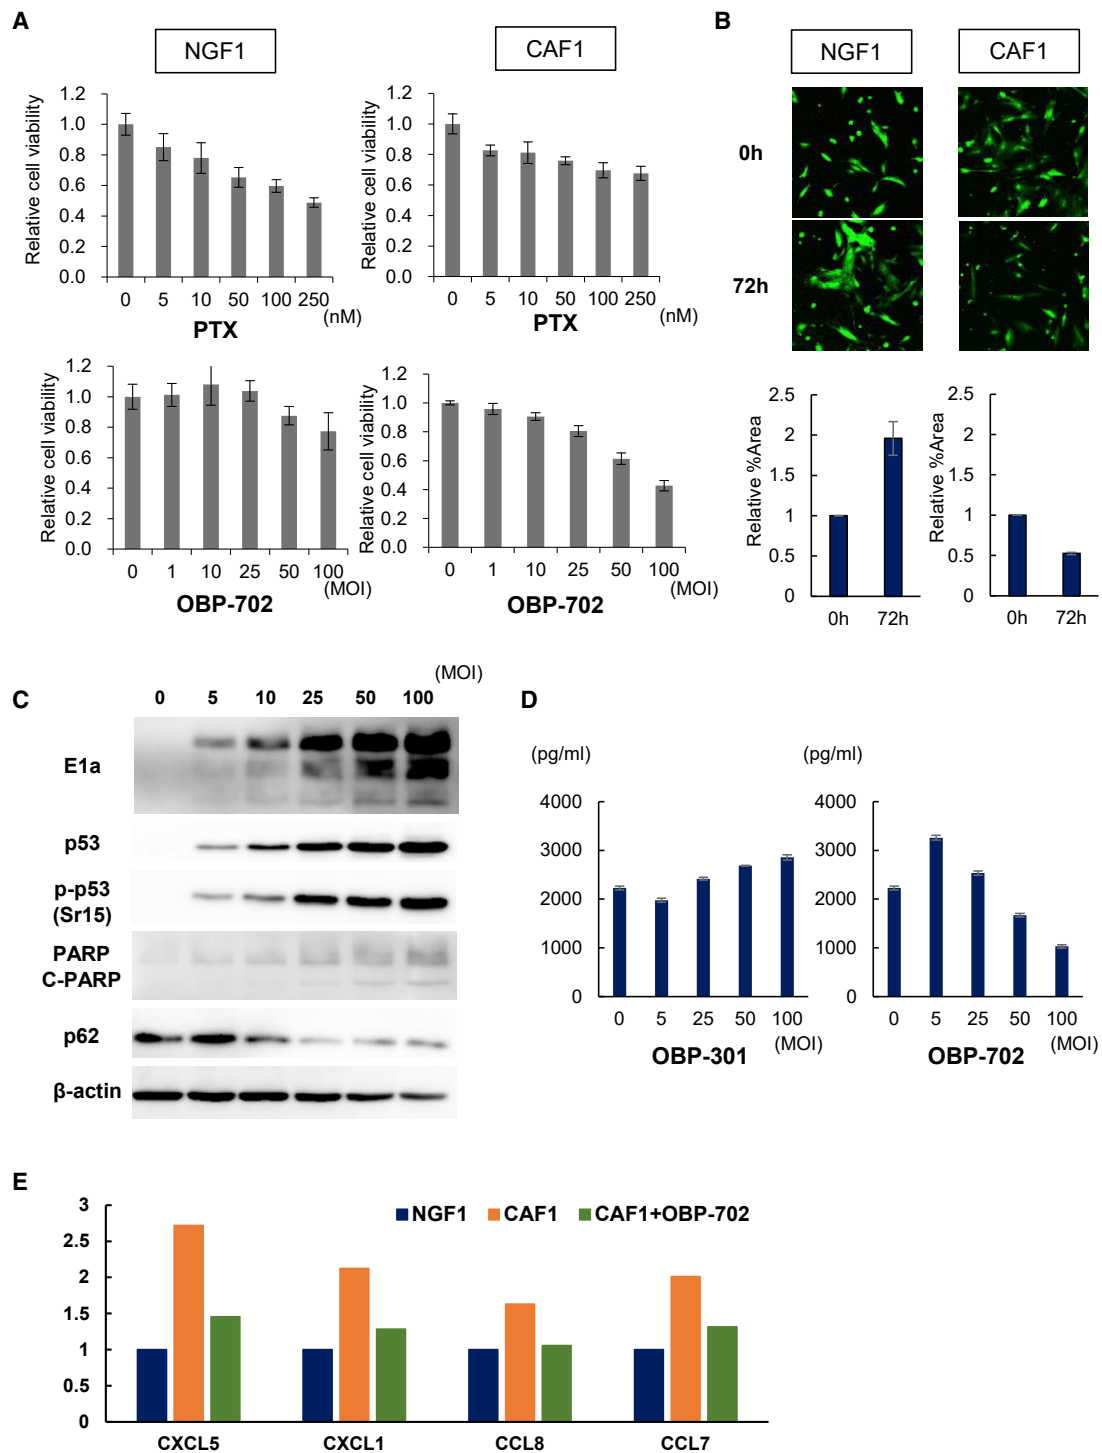 A
NGF1
CAF1
Relative cell viability
1.2
1.0
0.8
0.6
0.4
0.2
0.0
0 5 10 50 100 250
(nM)
PTX
Relative cell viability
1.2
1.0
0.8
0.6
0.4
0.2
0.0
0 5 10 50 100 250
(nM)
PTX
Relative cell viability
1.2
1.0
0.8
0.6
0.4
0.2
0.0
0 1 10 25 50 100
(MOI)
OBP-702
Relative cell viability
1.2
1.0
0.8
0.6
0.4
0.2
0.0
0 1 10 25 50 100
(MOI)
OBP-702
B
NGF1
CAF1
0h
72h
Relative %Area
2.5
2
1.5
1
0.5
0
0h 72h
Relative %Area
2.5
2
1.5
1
0.5
0
0h 72h
C
(MOI)
0 5 10 25 50 100
E1a
p53
p-p53
(Sr15)
PARP
C-PARP
p62
β-actin
D
(pg/ml)
4000
3000
2000
1000
0
0 5 25 50 100
(MOI)
OBP-301
(pg/ml)
4000
3000
2000
1000
0
0 5 25 50 100
(MOI)
OBP-702
E
NGF1 CAF1 CAF1+OBP-702
3
2.5
2
1.5
1
0.5
0
CXCL5 CXCL1 CCL8 CCL7